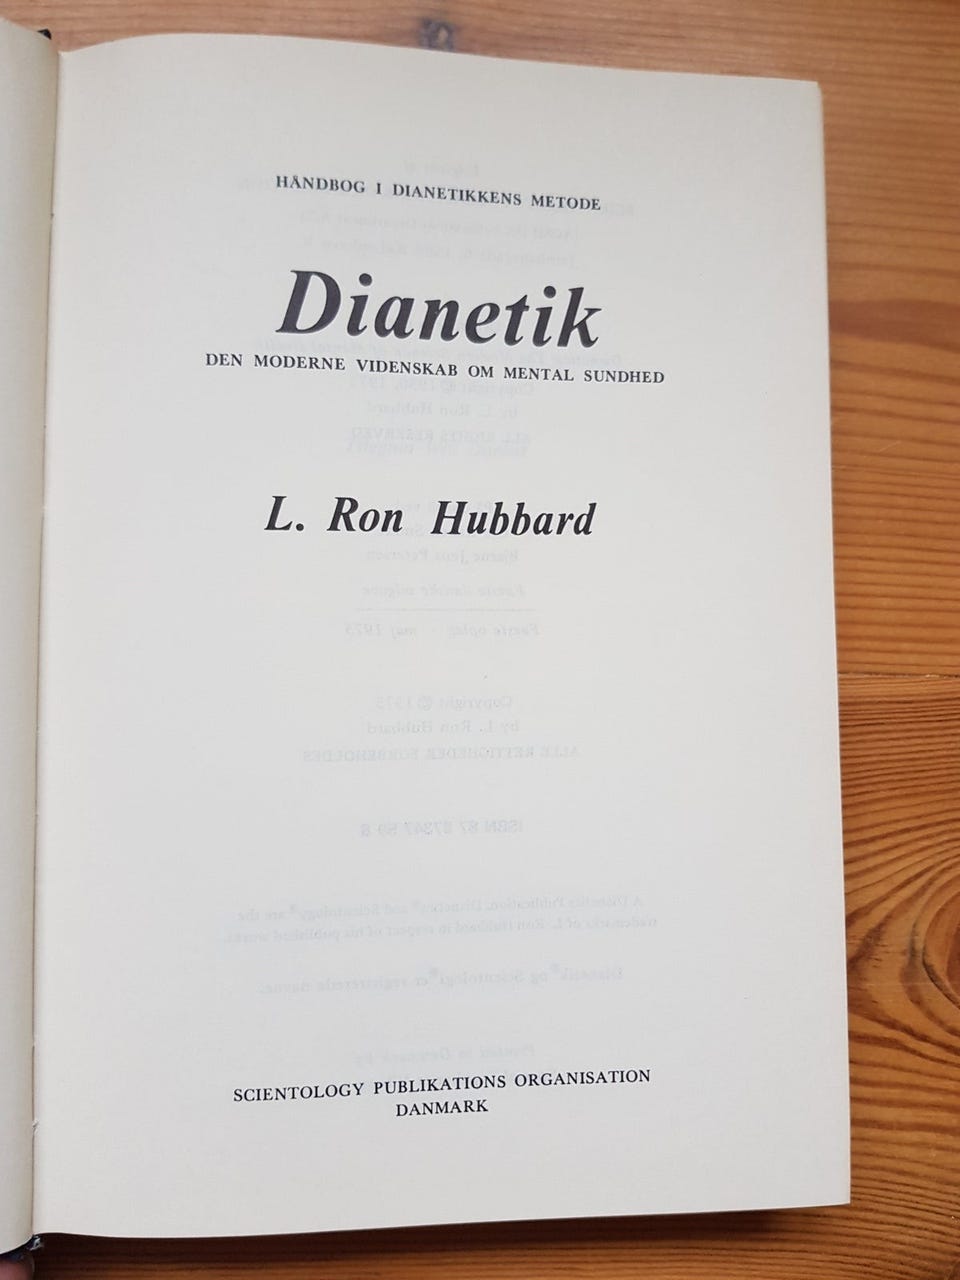 HÅNDBOG I DIANETIKKENS METODE
Dianetik
DEN MODERNE VIDENSKAB OM MENTAL SUNDHED
L. Ron Hubbard
SCIENTOLOGY PUBLIKATIONS ORGANISATION
DANMARK